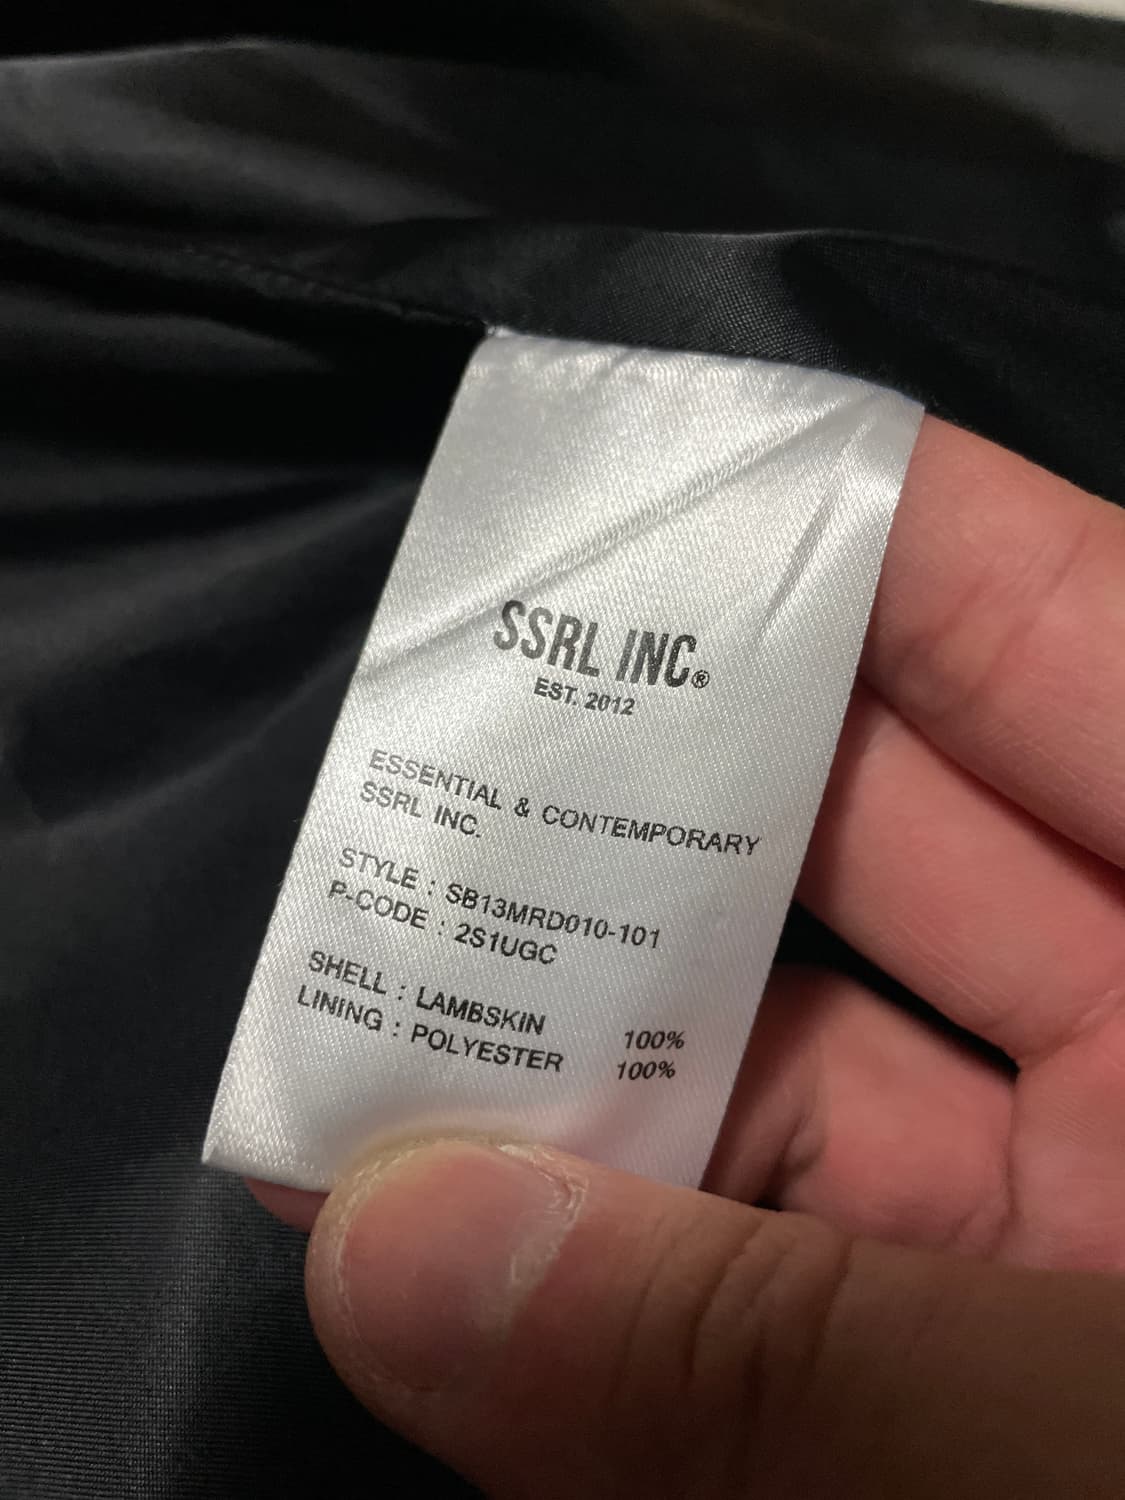 SSRL INC.®
EST. 2012
ESSENTIAL & CONTEMPORARY
SSRL INC.
STYLE : SB13MRD010-101
P-CODE : 2S1UGC
SHELL : LAMBSKIN 100%
LINING : POLYESTER 100%